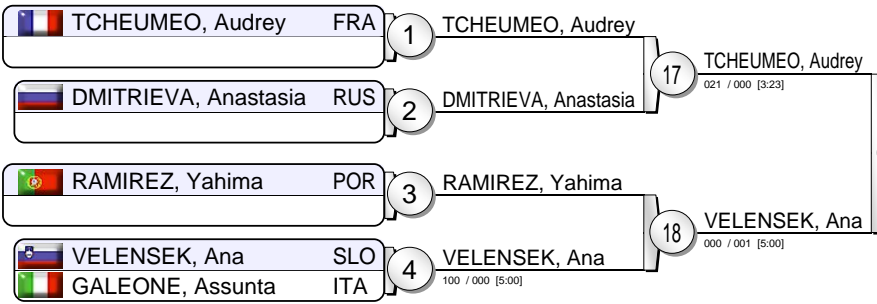 TCHEUMEO, Audrey FRA
1
TCHEUMEO, Audrey
17
TCHEUMEO, Audrey
021 / 000 [3:23]
DMITRIEVA, Anastasia RUS
2
DMITRIEVA, Anastasia
RAMIREZ, Yahima POR
3
RAMIREZ, Yahima
18
VELENSEK, Ana
000 / 001 [5:00]
VELENSEK, Ana SLO
GALEONE, Assunta ITA
4
VELENSEK, Ana
100 / 000 [5:00]